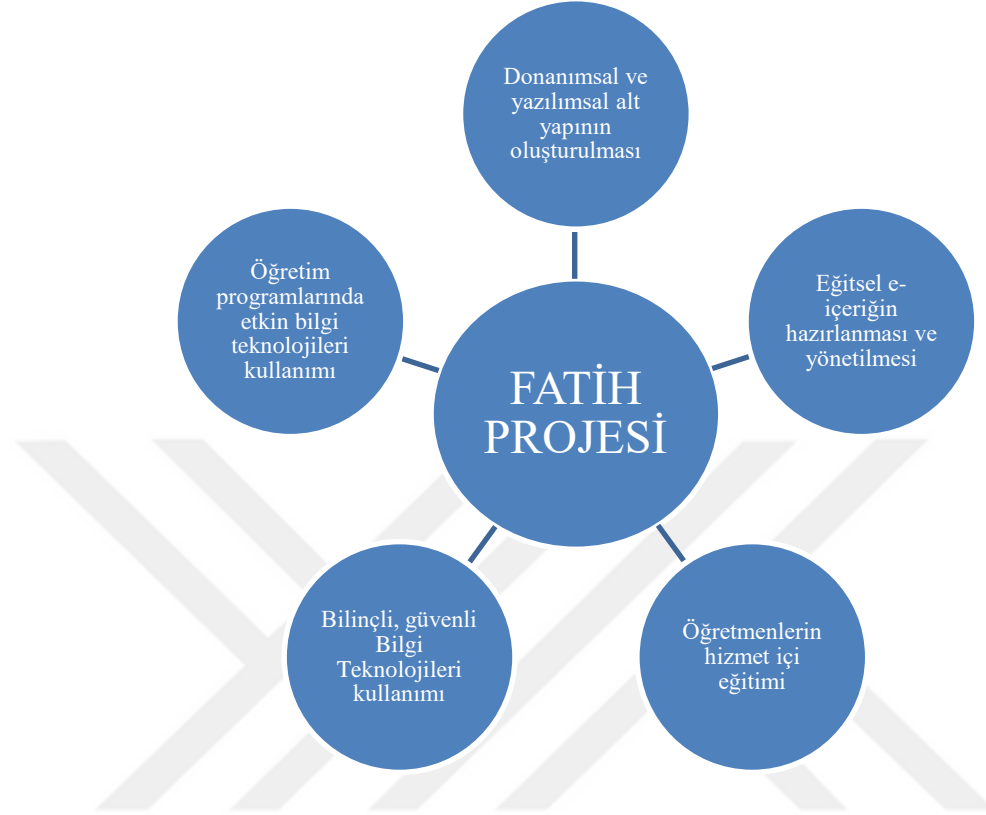 Donanımsal ve
yazılımsal alt
yapının
oluşturulması
Öğretim
programlarında
etkin bilgi
teknolojileri
kullanımı
Eğitsel e-
içeriğin
hazırlanması ve
yönetilmesi
FATİH
PROJESİ
Bilinçli, güvenli
Bilgi
Teknolojileri
kullanımı
Öğretmenlerin
hizmet içi
eğitimi